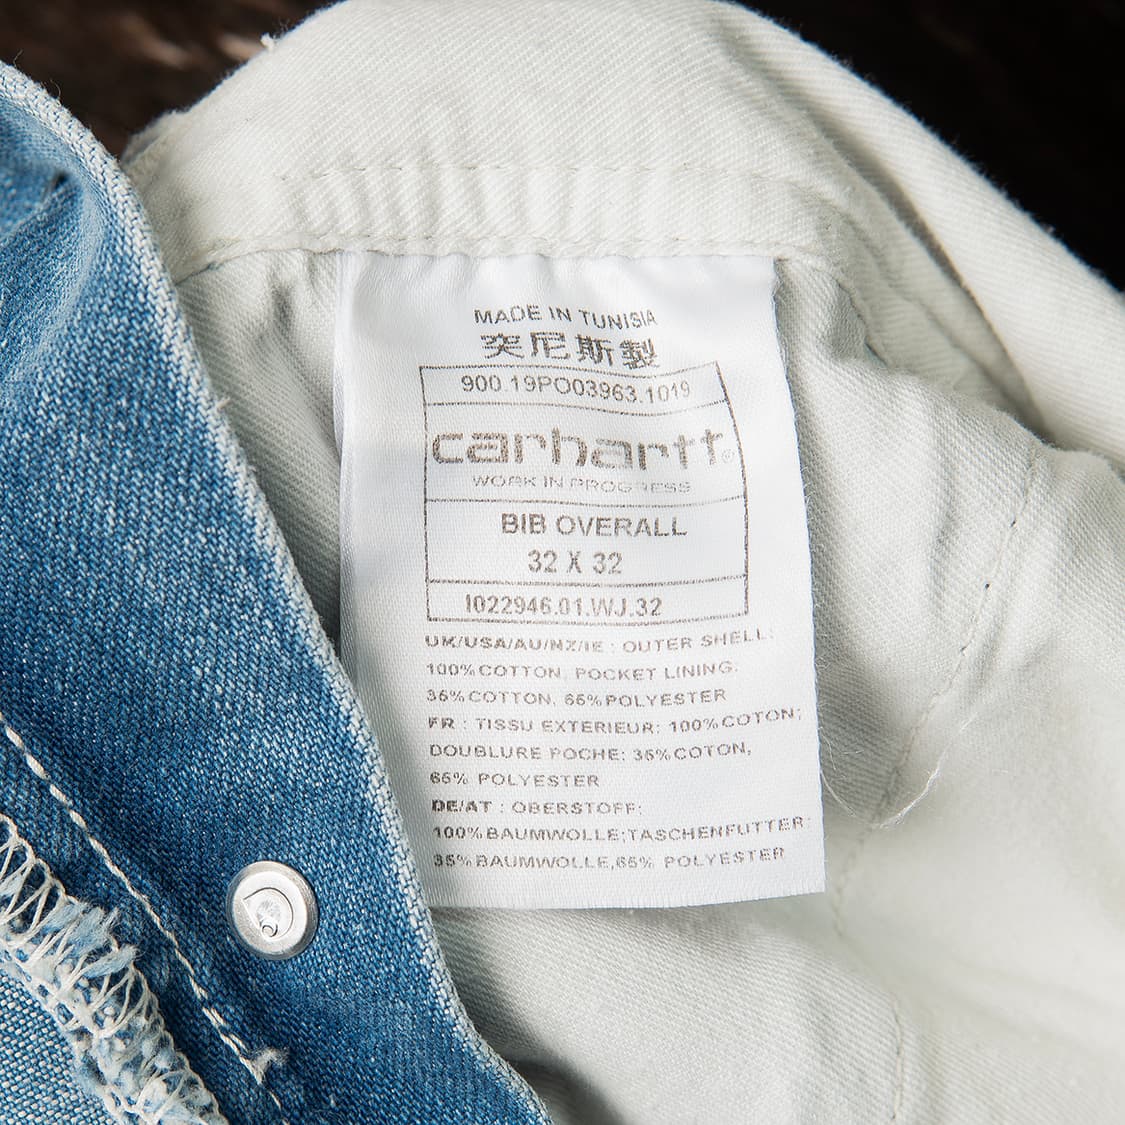 MADE IN TUNISIA
突尼斯製
900.19PO03963.1019
carhartt®
WORK IN PROGRESS
BIB OVERALL
32 X 32
I022946.01.WJ.32
UK/USA/AU/NZ/IE : OUTER SHELL:
100%COTTON, POCKET LINING:
35%COTTON, 65%POLYESTER
FR : TISSU EXTERIEUR: 100%COTON;
DOUBLURE POCHE: 35%COTON,
65% POLYESTER
DE/AT : OBERSTOFF:
100%BAUMWOLLE;TASCHENFUTTER:
35%BAUMWOLLE,65% POLYESTER